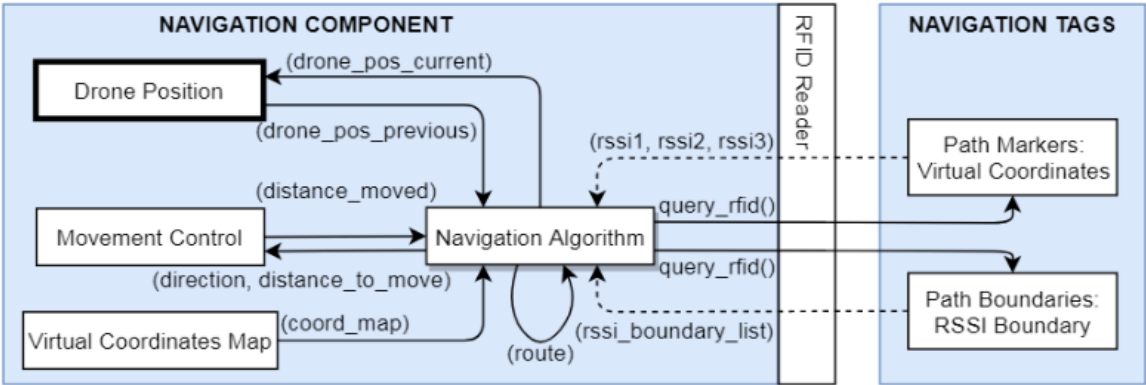 NAVIGATION COMPONENT
RFID Reader
NAVIGATION TAGS
(drone_pos_current)
Drone Position
(drone_pos_previous)
(rssi1, rssi2, rssi3)
Path Markers:
Virtual Coordinates
(distance_moved)
query_rfid()
Movement Control
Navigation Algorithm
query_rfid()
(direction, distance_to_move)
Path Boundaries:
RSSI Boundary
(coord_map)
(rssi_boundary_list)
Virtual Coordinates Map
(route)